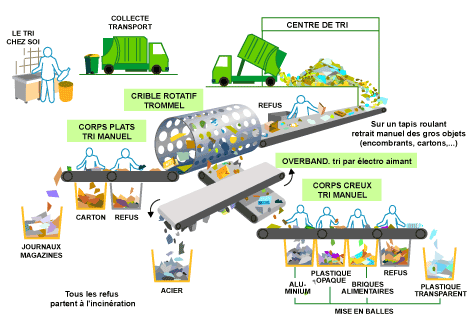 LE TRI
CHEZ SOI
COLLECTE
TRANSPORT
CENTRE DE TRI
CRIBLE ROTATIF
TROMMEL
REFUS
Sur un tapis roulant
retrait manuel des gros objets
(encombrants, cartons,...)
CORPS PLATS
TRI MANUEL
OVERBAND. tri par électro aimant
CORPS CREUX
TRI MANUEL
CARTON
REFUS
JOURNAUX
MAGAZINES
ACIER
ALU-
MINIUM
PLASTIQUE
OPAQUE
BRIQUES
ALIMENTAIRES
REFUS
PLASTIQUE
TRANSPARENT
MISE EN BALLES
Tous les refus
partent à l'incinération